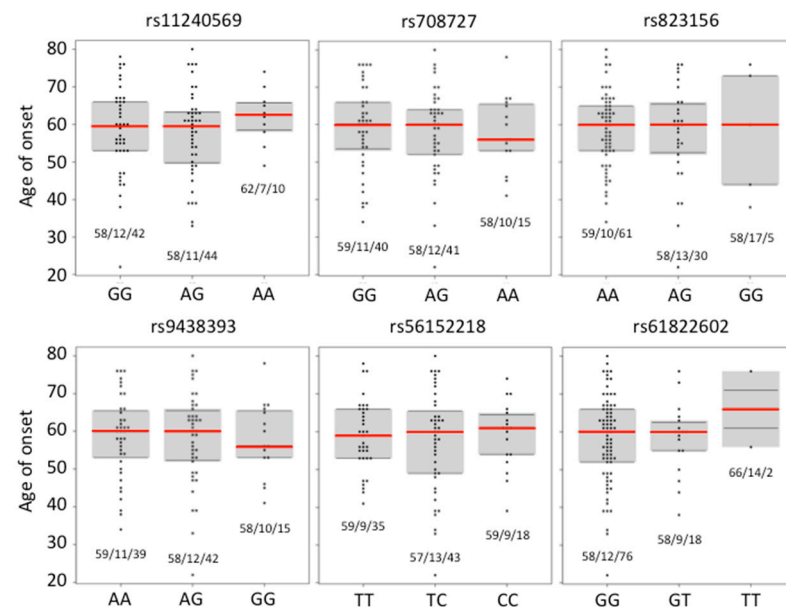 rs11240569 rs708727 rs823156
Age of onset
80
70
60
50
40
30
20
58/12/42 58/11/44 62/7/10
59/11/40 58/12/41 58/10/15
59/10/61 58/13/30 58/17/5
GG AG AA GG AG AA AA AG GG
rs9438393 rs56152218 rs61822602
Age of onset
80
70
60
50
40
30
20
59/11/39 58/12/42 58/10/15
59/9/35 57/13/43 59/9/18
58/12/76 58/9/18 66/14/2
AA AG GG TT TC CC GG GT TT